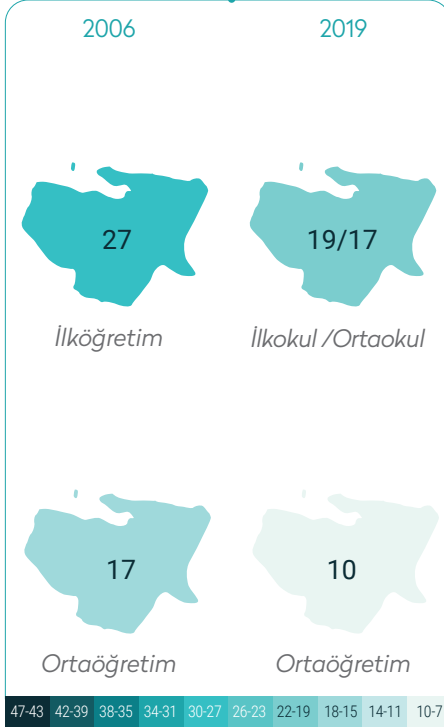 2006 2019
27 19/17
İlköğretim İlkokul /Ortaokul
17 10
Ortaöğretim Ortaöğretim
47-43 42-39 38-35 34-31 30-27 26-23 22-19 18-15 14-11 10-7